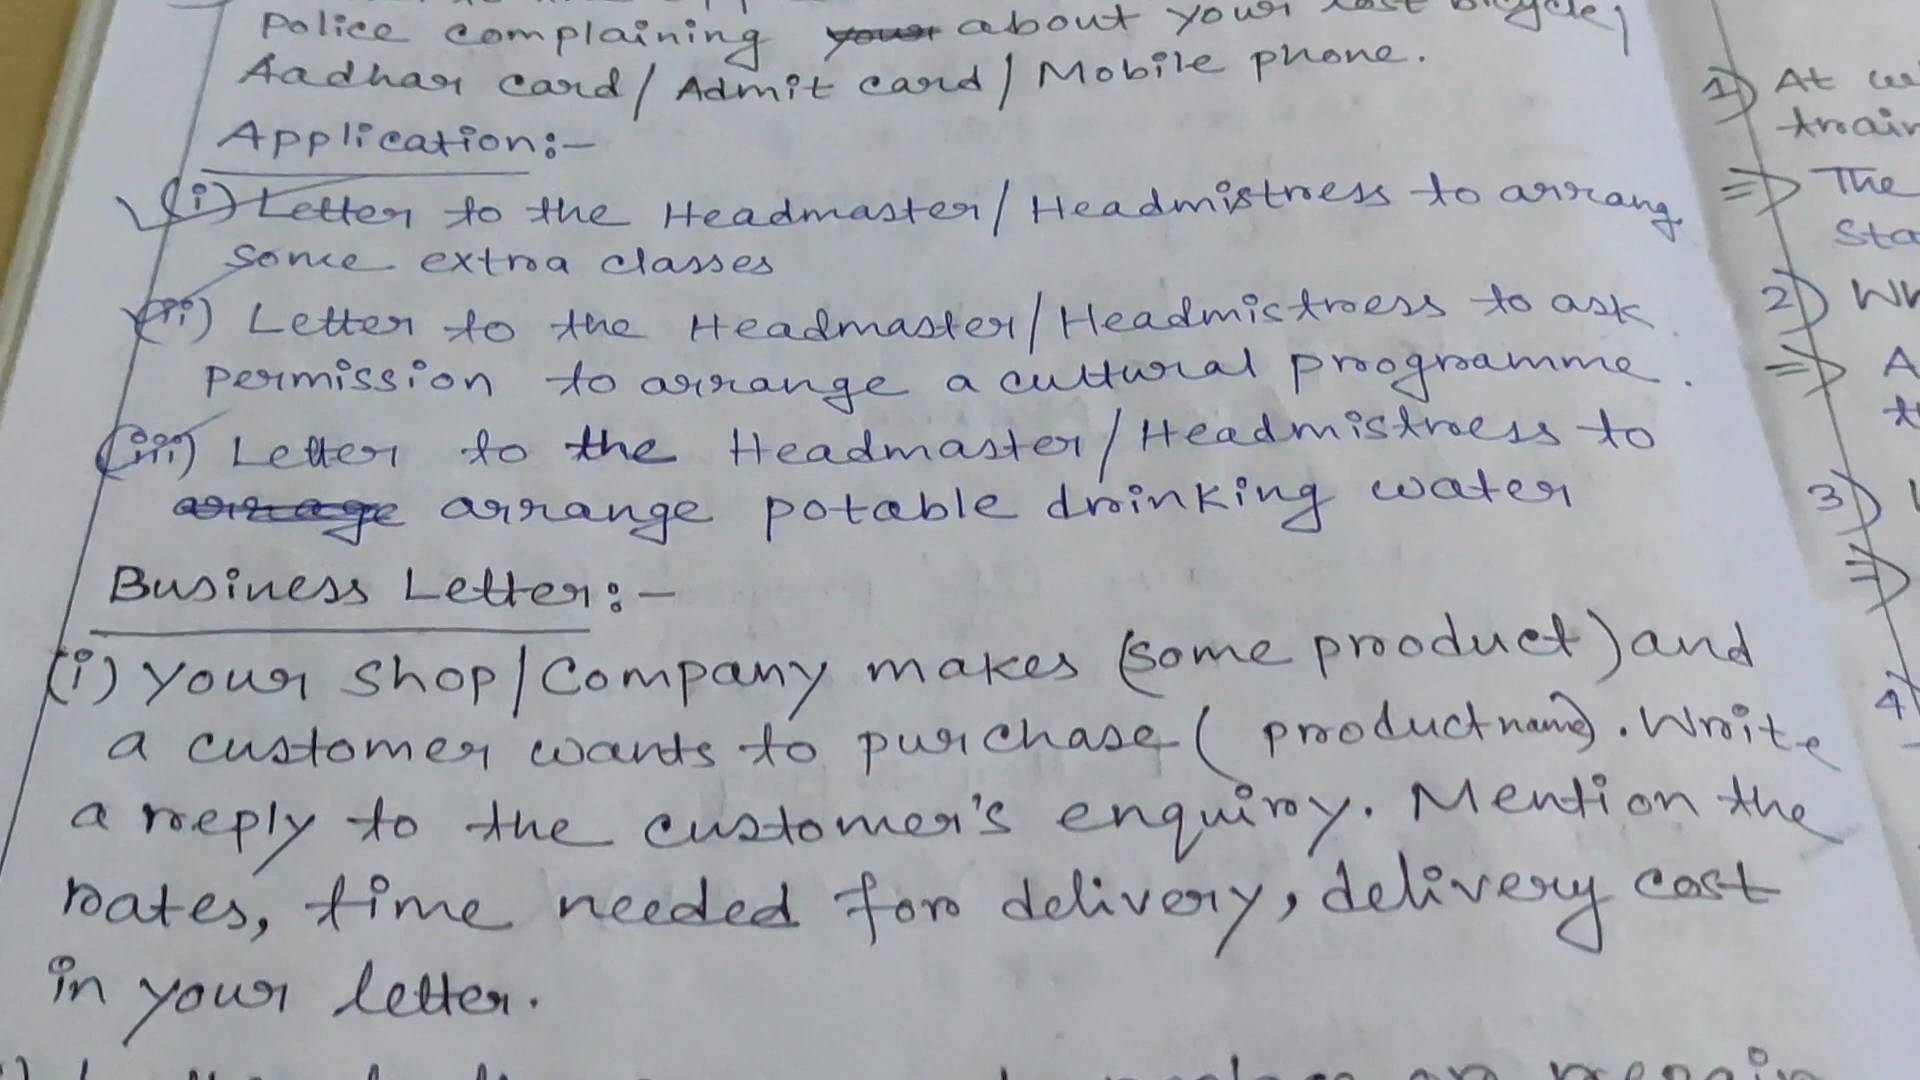 Police complaining about your lost bicycle,
Aadhar card/ Admit card/ Mobile phone.
Application:-
(i) Letter to the Headmaster/ Headmistress to arrang
some extra classes
(ii) Letter to the Headmaster/ Headmistress to ask
permission to arrange a cultural programme.
(iii) Letter to the Headmaster/ Headmistress to
arrange potable drinking water
Business Letter:-
(i) Your shop/Company makes (some product) and
a customer wants to purchase ( product name). Write
a reply to the customer's enquiry. Mention the
rates, time needed for delivery, delivery cost
in your letter.
1) At
train
=> The
Sta
2) Wh
=> A
3)
=>
4)